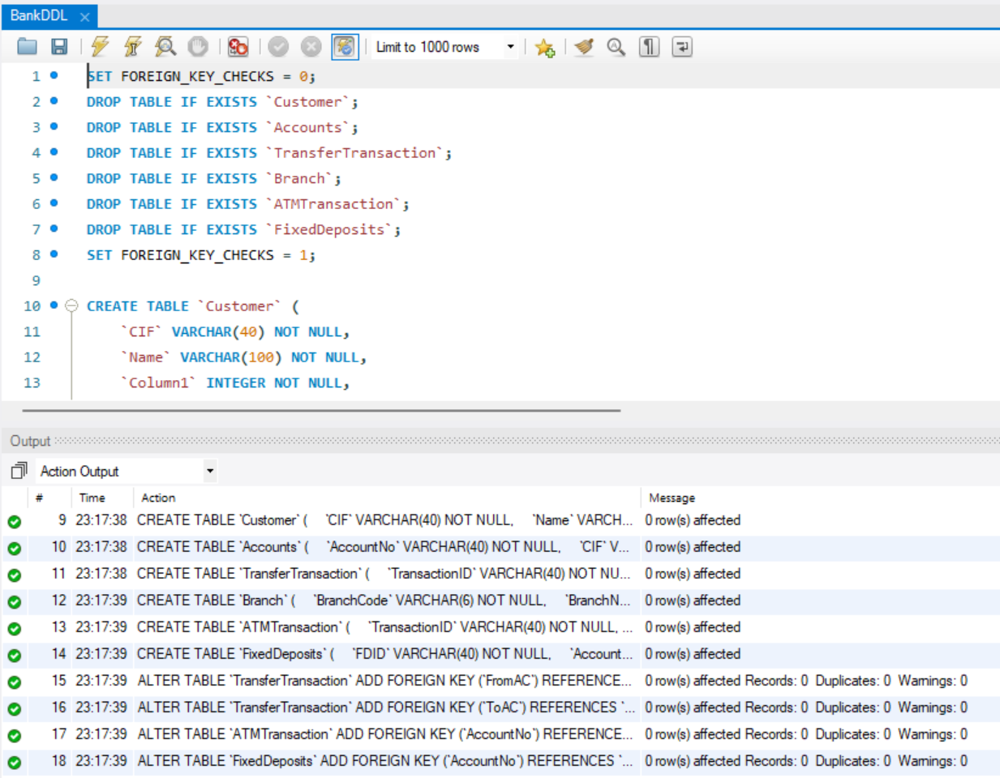 BankDDL ×
Limit to 1000 rows
1 SET FOREIGN_KEY_CHECKS = 0;
2 DROP TABLE IF EXISTS `Customer`;
3 DROP TABLE IF EXISTS `Accounts`;
4 DROP TABLE IF EXISTS `TransferTransaction`;
5 DROP TABLE IF EXISTS `Branch`;
6 DROP TABLE IF EXISTS `ATMTransaction`;
7 DROP TABLE IF EXISTS `FixedDeposits`;
8 SET FOREIGN_KEY_CHECKS = 1;
9
10 CREATE TABLE `Customer` (
11 `CIF` VARCHAR(40) NOT NULL,
12 `Name` VARCHAR(100) NOT NULL,
13 `Column1` INTEGER NOT NULL,
Output
Action Output
# Time Action Message
9 23:17:38 CREATE TABLE `Customer` ( `CIF` VARCHAR(40) NOT NULL, `Name` VARCH... 0 row(s) affected
10 23:17:38 CREATE TABLE `Accounts` ( `AccountNo` VARCHAR(40) NOT NULL, `CIF` V... 0 row(s) affected
11 23:17:38 CREATE TABLE `TransferTransaction` ( `TransactionID` VARCHAR(40) NOT NU... 0 row(s) affected
12 23:17:39 CREATE TABLE `Branch` ( `BranchCode` VARCHAR(6) NOT NULL, `BranchN... 0 row(s) affected
13 23:17:39 CREATE TABLE `ATMTransaction` ( `TransactionID` VARCHAR(40) NOT NULL, ... 0 row(s) affected
14 23:17:39 CREATE TABLE `FixedDeposits` ( `FDID` VARCHAR(40) NOT NULL, `Account... 0 row(s) affected
15 23:17:39 ALTER TABLE `TransferTransaction` ADD FOREIGN KEY (`FromAC`) REFERENCE... 0 row(s) affected Records: 0 Duplicates: 0 Warnings: 0
16 23:17:39 ALTER TABLE `TransferTransaction` ADD FOREIGN KEY (`ToAC`) REFERENCES `... 0 row(s) affected Records: 0 Duplicates: 0 Warnings: 0
17 23:17:39 ALTER TABLE `ATMTransaction` ADD FOREIGN KEY (`AccountNo`) REFERENCE... 0 row(s) affected Records: 0 Duplicates: 0 Warnings: 0
18 23:17:39 ALTER TABLE `FixedDeposits` ADD FOREIGN KEY (`AccountNo`) REFERENCES `... 0 row(s) affected Records: 0 Duplicates: 0 Warnings: 0